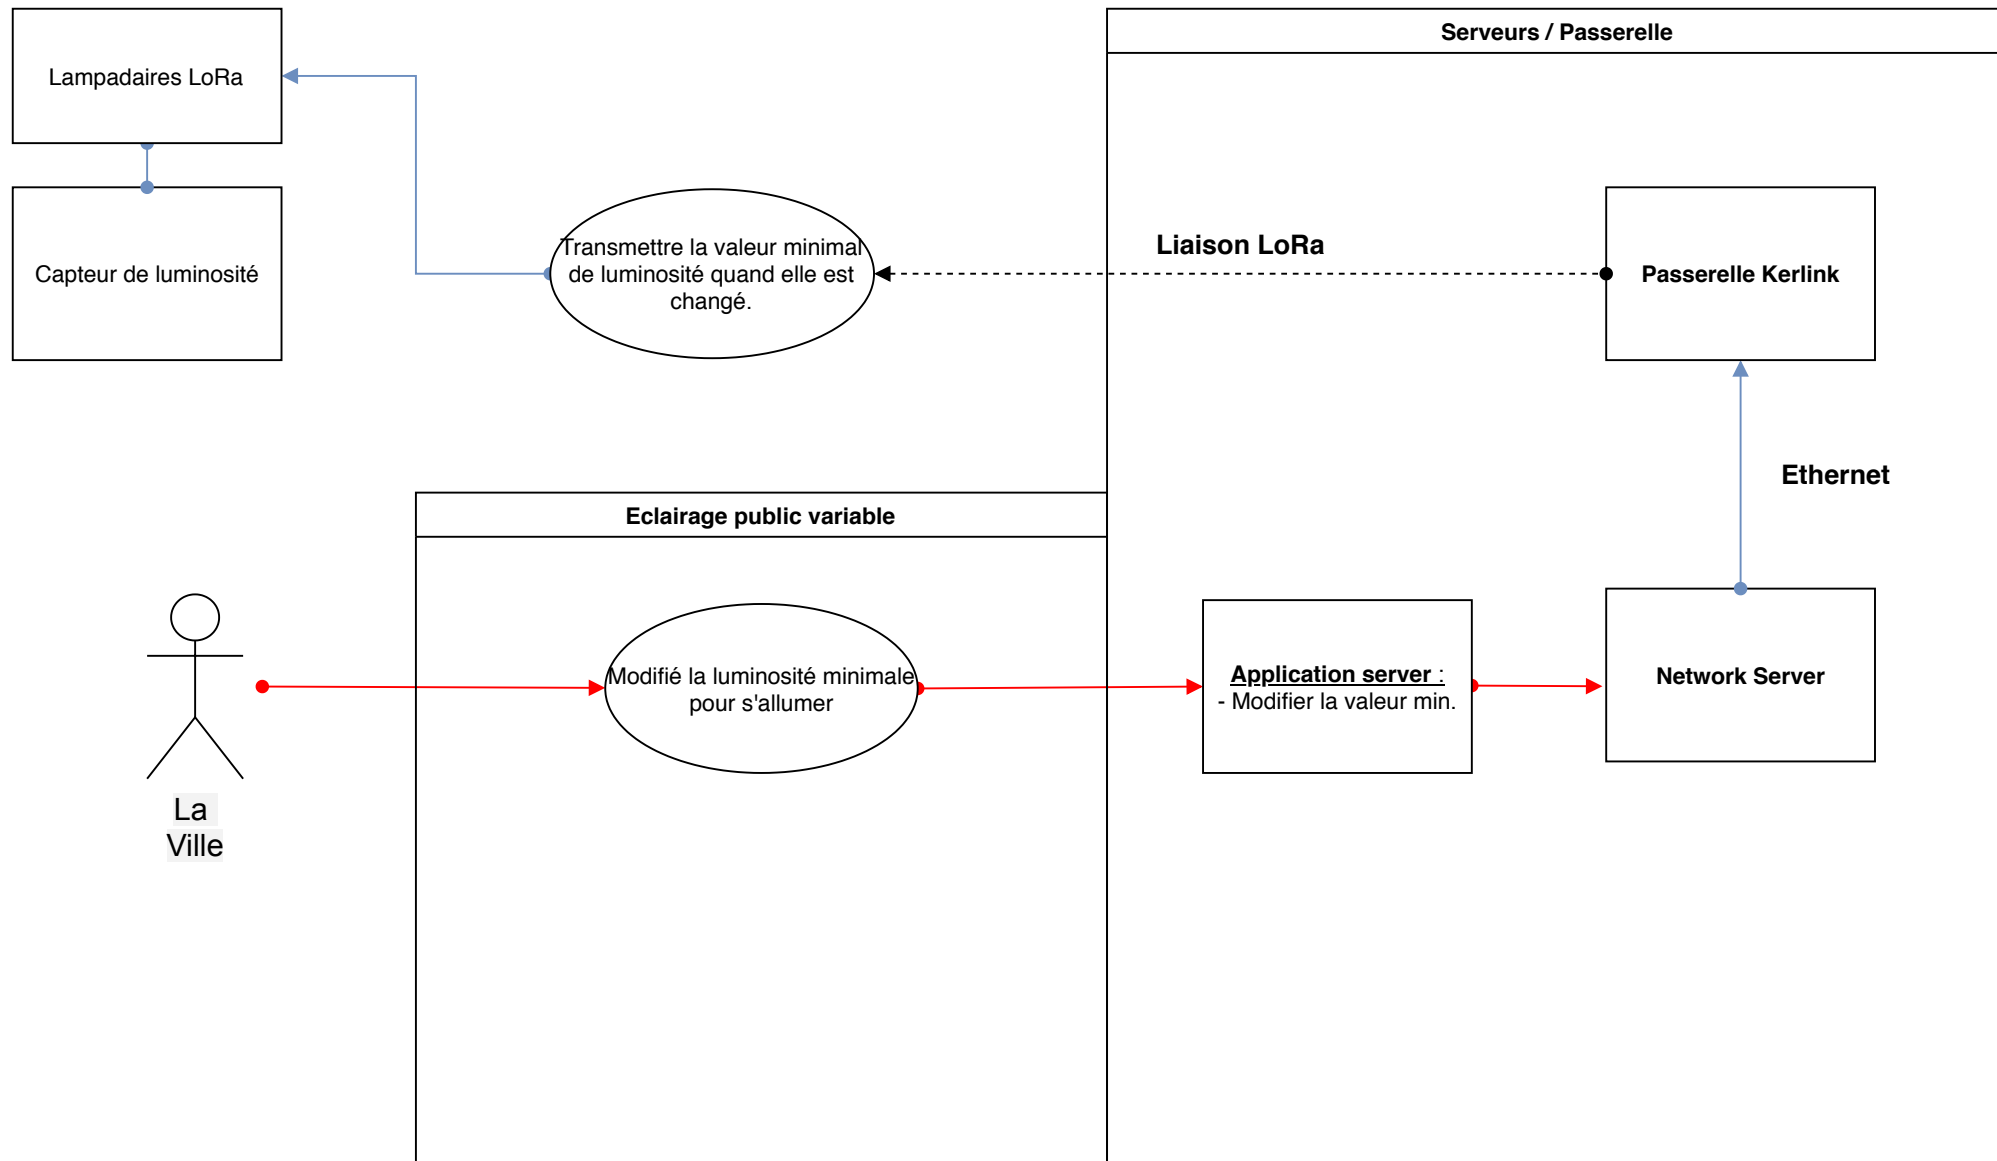 Serveurs / Passerelle
Lampadaires LoRa
Capteur de luminosité
Transmettre la valeur minimal
de luminosité quand elle est
changé.
Liaison LoRa
Passerelle Kerlink
Ethernet
Eclairage public variable
Modifié la luminosité minimale
pour s'allumer
Application server :
- Modifier la valeur min.
Network Server
La
Ville